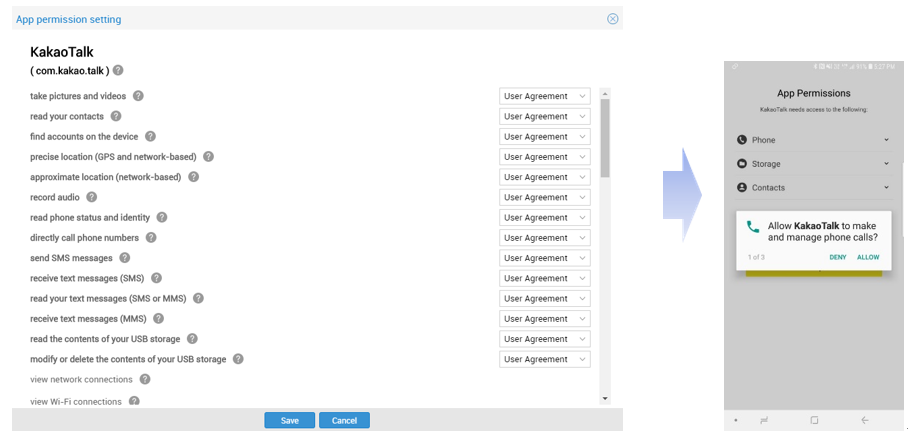 App permission setting
KakaoTalk
( com.kakao.talk ) ?
take pictures and videos ? User Agreement
read your contacts ? User Agreement
find accounts on the device ? User Agreement
precise location (GPS and network-based) ? User Agreement
approximate location (network-based) ? User Agreement
record audio ? User Agreement
read phone status and identity ? User Agreement
directly call phone numbers ? User Agreement
send SMS messages ? User Agreement
receive text messages (SMS) ? User Agreement
read your text messages (SMS or MMS) ? User Agreement
receive text messages (MMS) ? User Agreement
read the contents of your USB storage ? User Agreement
modify or delete the contents of your USB storage ? User Agreement
view network connections ?
view Wi-Fi connections ?
Save Cancel
91% 3:27 PM
App Permissions
KakaoTalk needs access to the following:
Phone
Storage
Contacts
Allow KakaoTalk to make
and manage phone calls?
1 of 3 DENY ALLOW